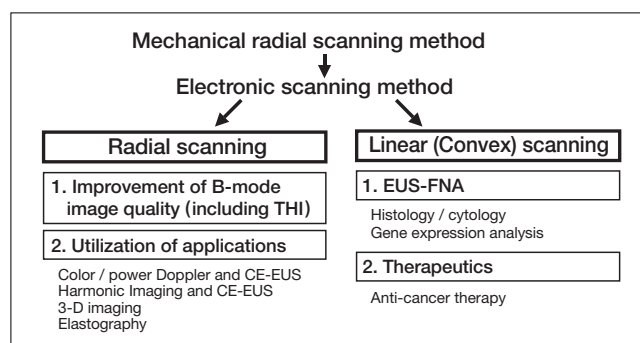 Mechanical radial scanning method
Electronic scanning method
Radial scanning
1. Improvement of B-mode
image quality (including THI)
2. Utilization of applications
Color / power Doppler and CE-EUS
Harmonic Imaging and CE-EUS
3-D imaging
Elastography
Linear (Convex) scanning
1. EUS-FNA
Histology / cytology
Gene expression analysis
2. Therapeutics
Anti-cancer therapy